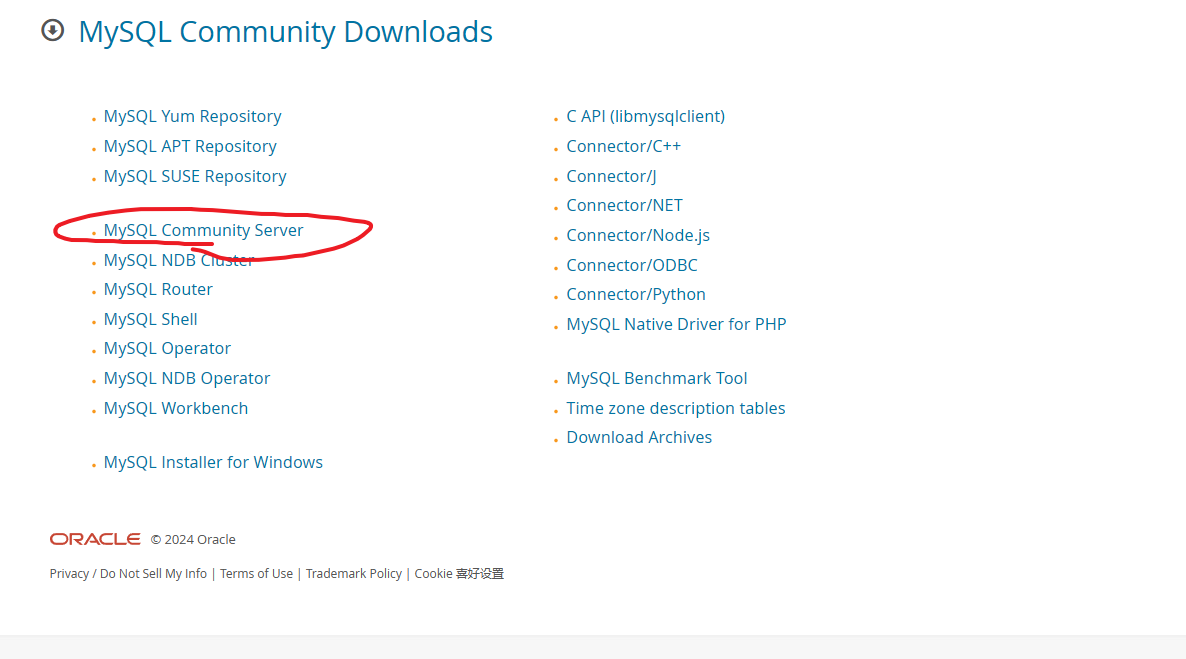 MySQL Community Downloads
MySQL Yum Repository
MySQL APT Repository
MySQL SUSE Repository
MySQL Community Server
MySQL NDB Cluster
MySQL Router
MySQL Shell
MySQL Operator
MySQL NDB Operator
MySQL Workbench
MySQL Installer for Windows
C API (libmysqlclient)
Connector/C++
Connector/J
Connector/NET
Connector/Node.js
Connector/ODBC
Connector/Python
MySQL Native Driver for PHP
MySQL Benchmark Tool
Time zone description tables
Download Archives
ORACLE © 2024 Oracle
Privacy / Do Not Sell My Info | Terms of Use | Trademark Policy | Cookie 喜好设置